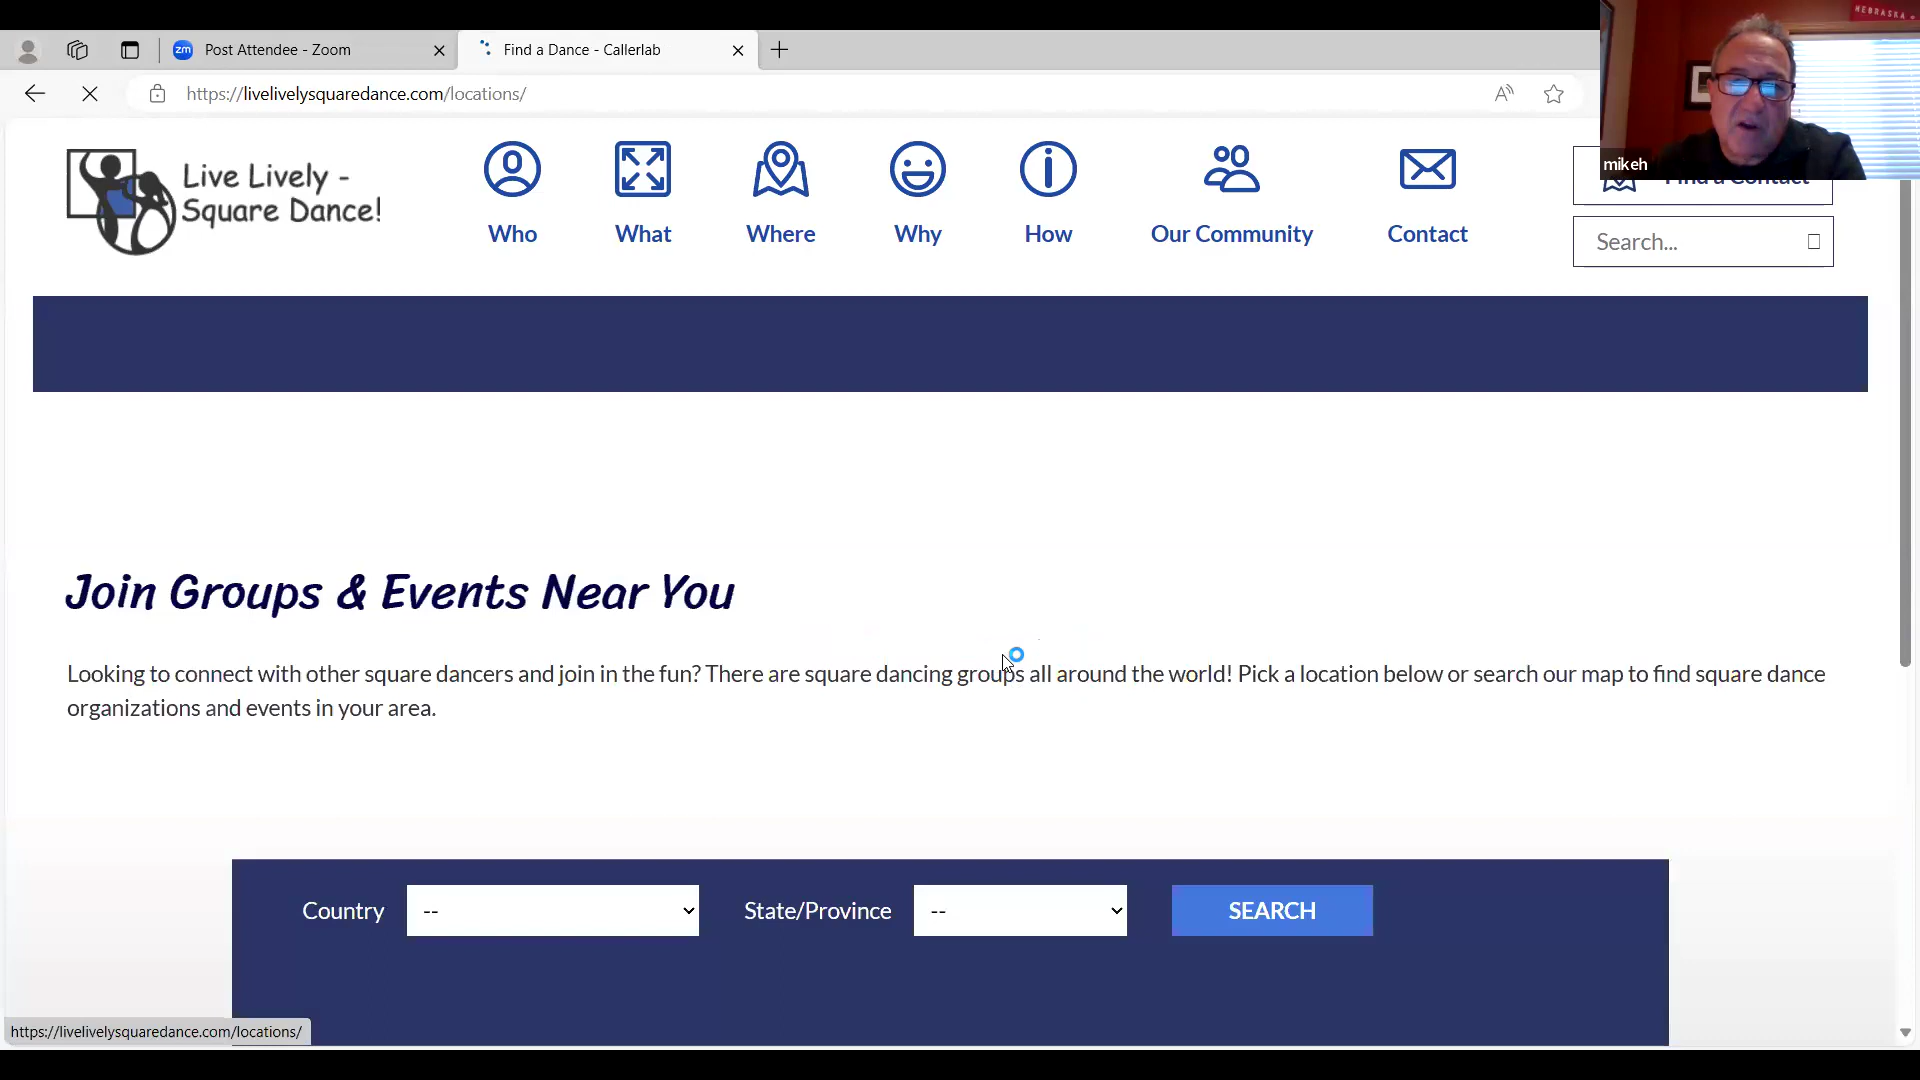 NEBRASKA
Post Attendee - Zoom
Find a Dance - Callerlab
https://livelivelysquaredance.com/locations/
mikeh
Live Lively -
Square Dance!
Who
What
Where
Why
How
Our Community
Contact
Find a Contact
Search...
Join Groups & Events Near You
Looking to connect with other square dancers and join in the fun? There are square dancing groups all around the world! Pick a location below or search our map to find square dance
organizations and events in your area.
Country
--
State/Province
--
SEARCH
https://livelivelysquaredance.com/locations/